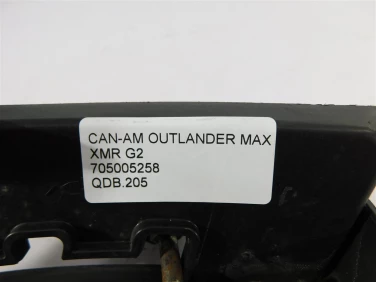 CAN-AM OUTLANDER MAX
XMR G2
705005258
QDB.205